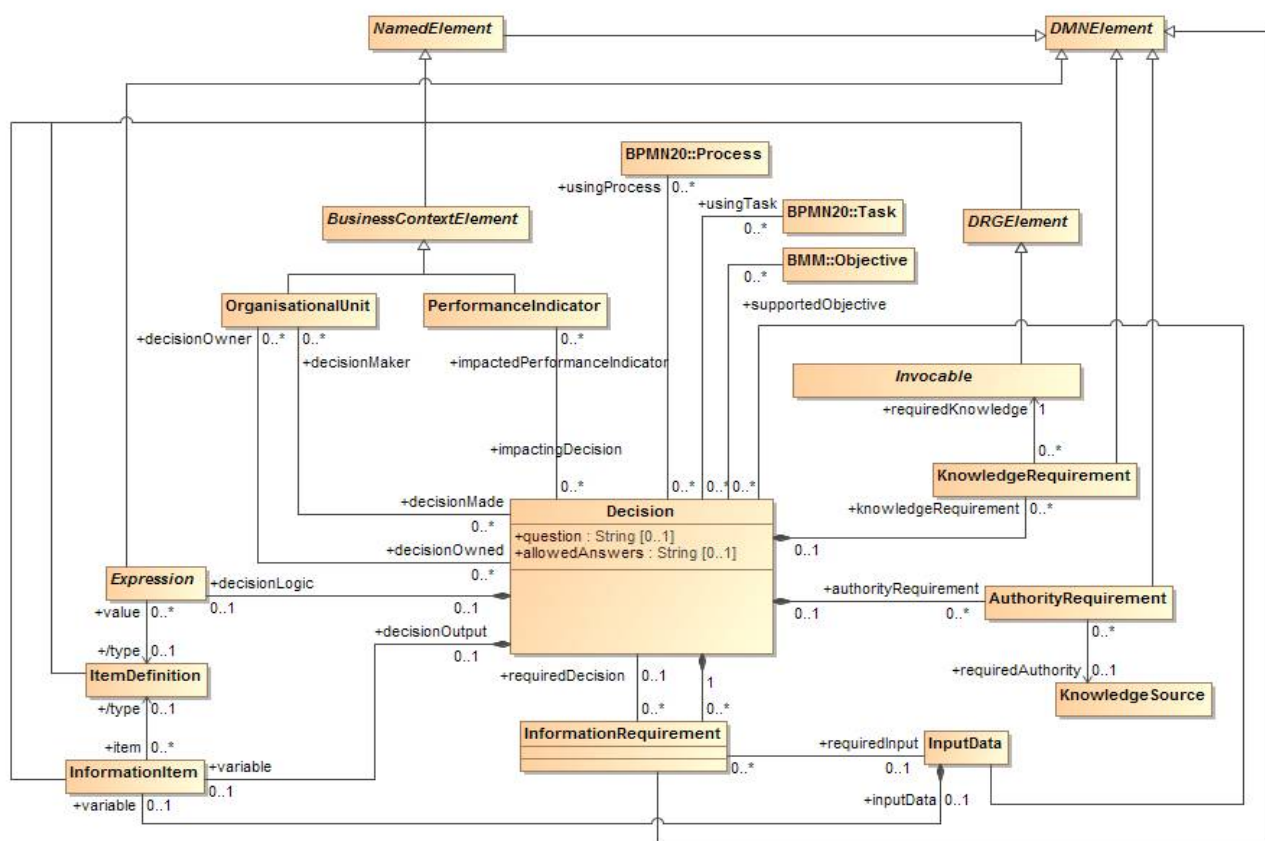 NamedElement
DMNElement
BPMN20::Process
+usingProcess 0..*
+usingTask
BPMN20::Task
0..*
BusinessContextElement
DRGElement
BMM::Objective
0..*
+supportedObjective
OrganisationalUnit
PerformanceIndicator
+decisionOwner 0..* 0..*
0..*
+decisionMaker
+impactedPerformanceIndicator
Invocable
+requiredKnowledge 1
+impactingDecision
0..*
KnowledgeRequirement
0..*
0..* 0..* 0..*
+decisionMade
0..*
Decision
+knowledgeRequirement 0..*
+question : String [0..1]
+allowedAnswers : String [0..1]
0..1
+decisionOwned
0..*
Expression
+decisionLogic
0..1
0..1
+authorityRequirement
0..1
0..*
AuthorityRequirement
+value 0..*
+decisionOutput
0..1
0..*
+/type 0..1
ItemDefinition
+requiredDecision 0..1
1
+requiredAuthority 0..1
KnowledgeSource
+/type 0..1
0..* 0..*
InformationRequirement
+item 0..*
+requiredInput
InputData
0..*
0..1
InformationItem
+variable
0..1
+variable 0..1
+inputData 0..1